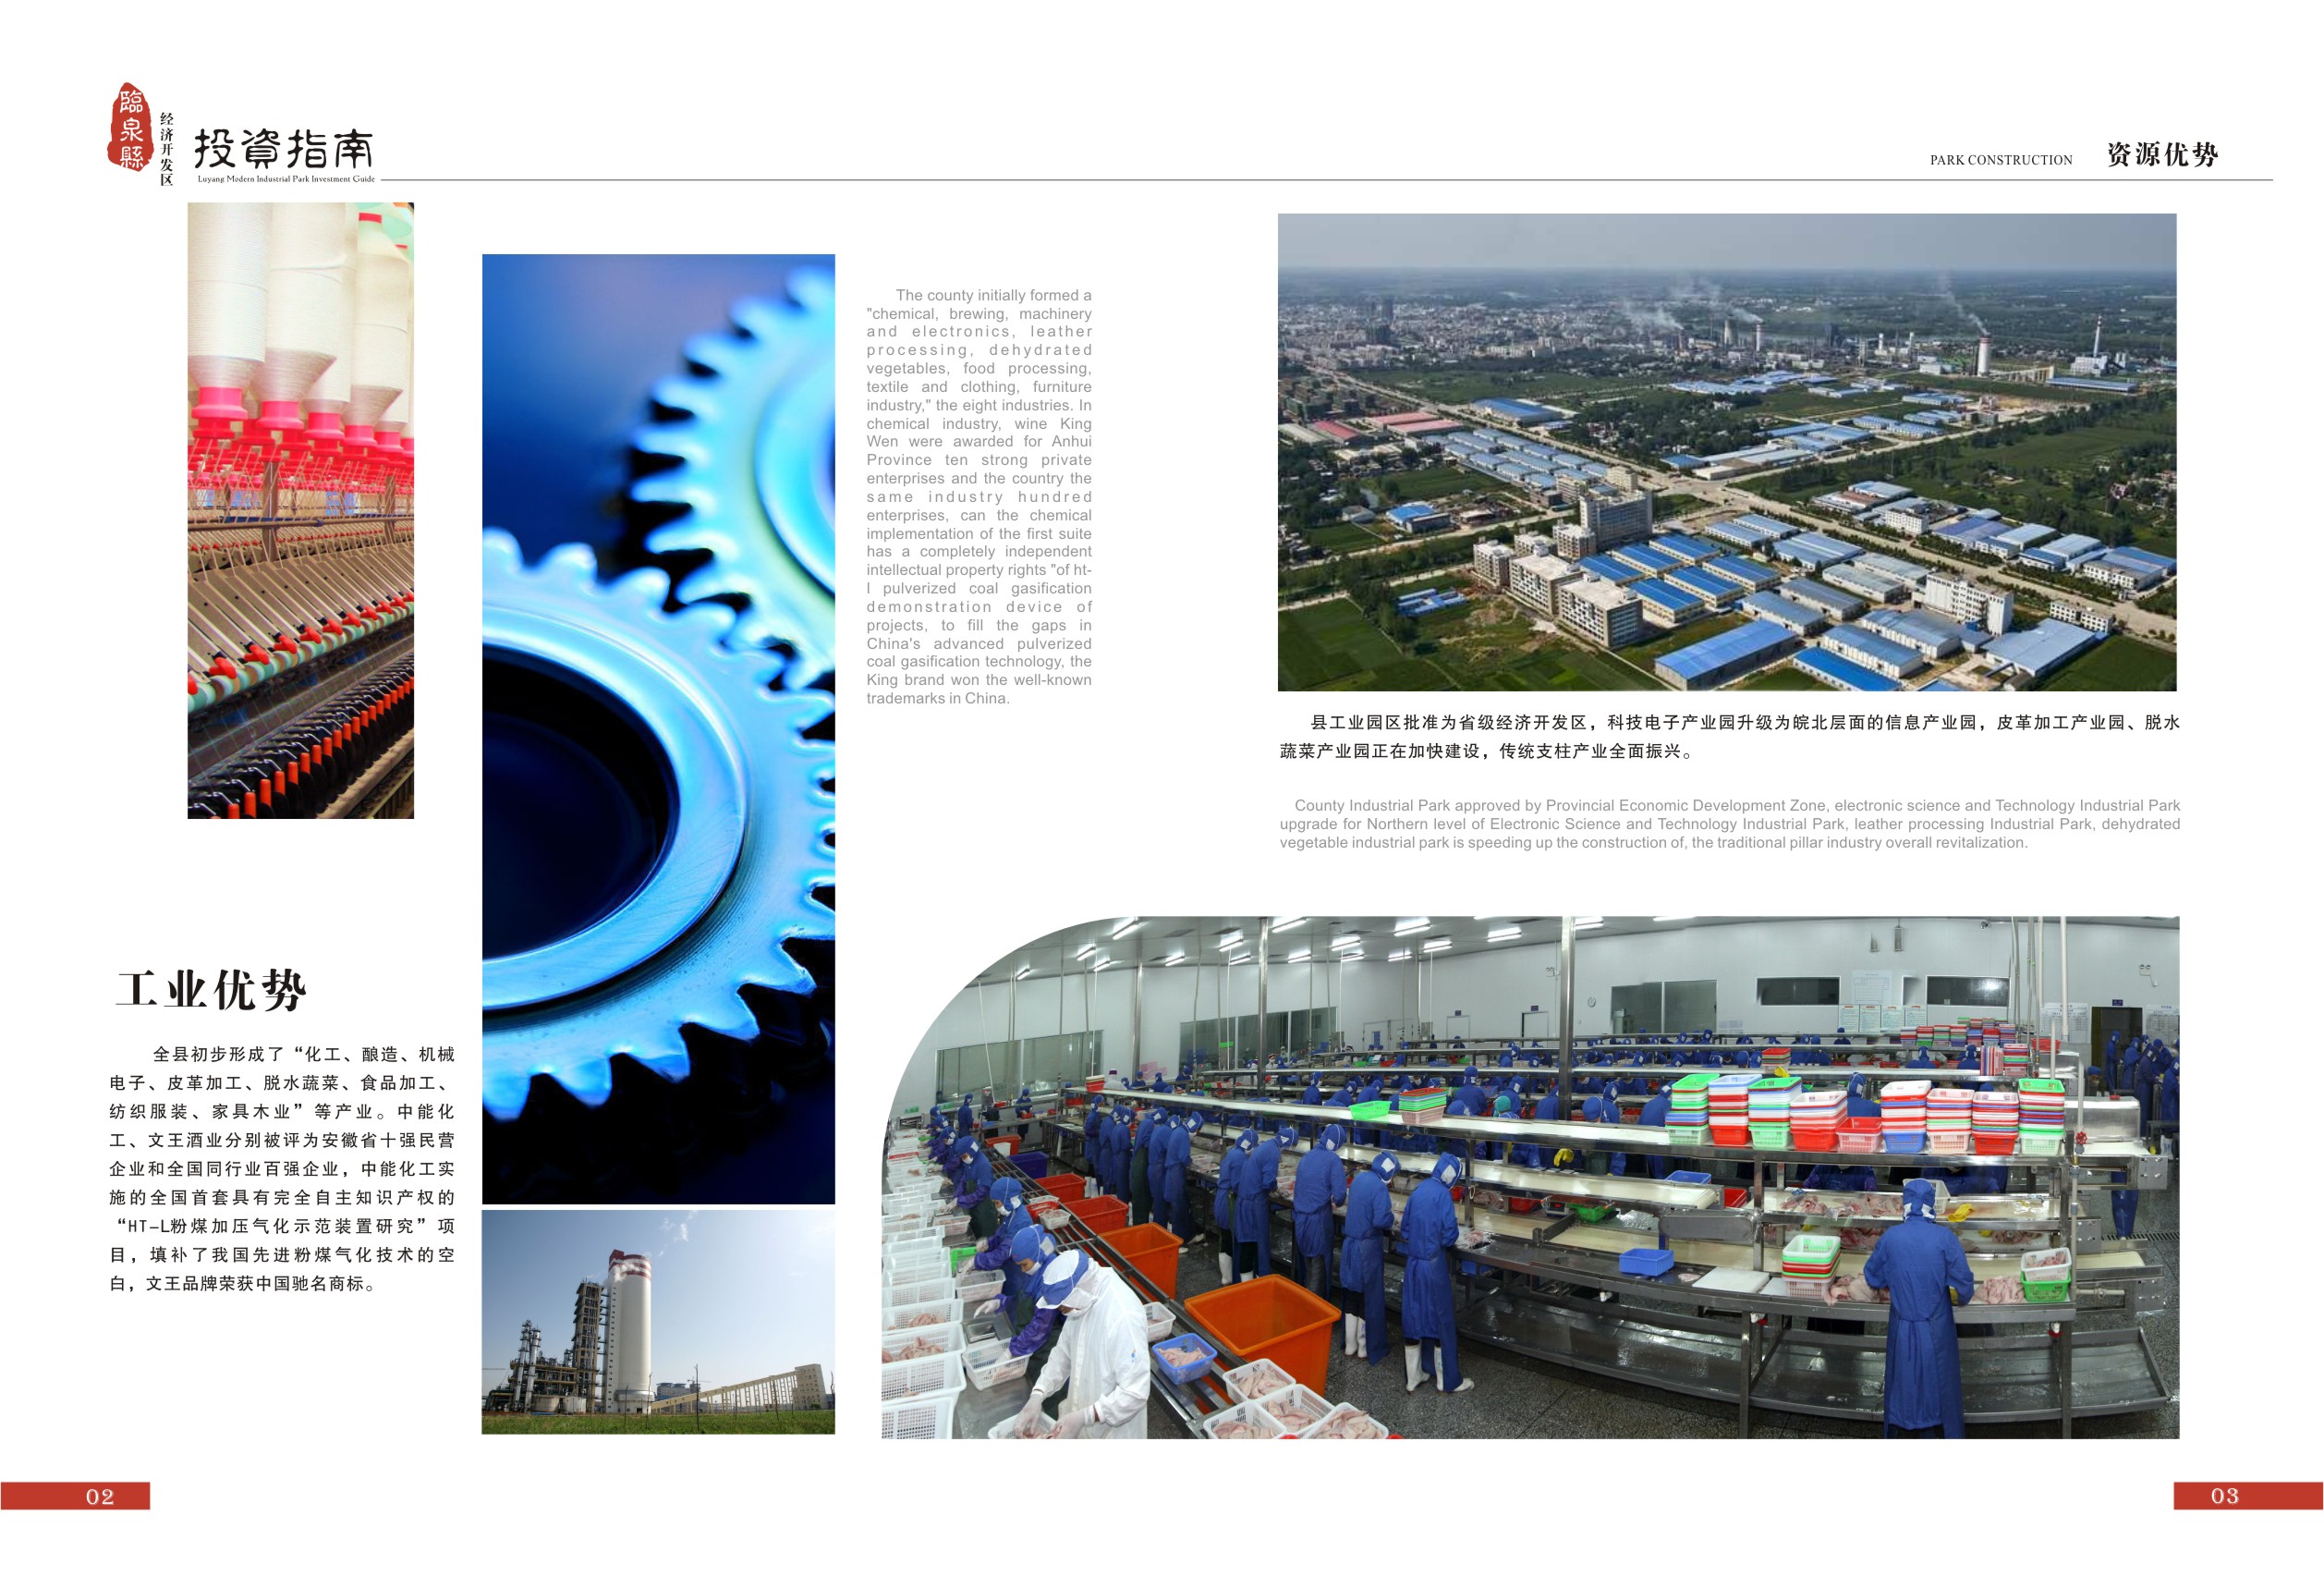 臨泉縣
经济开发区
投資指南
Luyang Modern Industrial Park Investment Guide
PARK CONSTRUCTION 资源优势
The county initially formed a
"chemical, brewing, machinery
and electronics, leather
processing, dehydrated
vegetables, food processing,
textile and clothing, furniture
industry," the eight industries. In
chemical industry, wine King
Wen were awarded for Anhui
Province ten strong private
enterprises and the country the
same industry hundred
enterprises, can the chemical
implementation of the first suite
has a completely independent
intellectual property rights "of ht-
l pulverized coal gasification
demonstration device of
projects, to fill the gaps in
China's advanced pulverized
coal gasification technology, the
King brand won the well-known
trademarks in China.
工业优势
全县初步形成了“化工、酿造、机械
电子、皮革加工、脱水蔬菜、食品加工、
纺织服装、家具木业”等产业。中能化
工、文王酒业分别被评为安徽省十强民营
企业和全国同行业百强企业，中能化工实
施的全国首套具有完全自主知识产权的
“HT-L粉煤加压气化示范装置研究”项
目，填补了我国先进粉煤气化技术的空
白，文王品牌荣获中国驰名商标。
县工业园区批准为省级经济开发区，科技电子产业园升级为皖北层面的信息产业园，皮革加工产业园、脱水
蔬菜产业园正在加快建设，传统支柱产业全面振兴。
County Industrial Park approved by Provincial Economic Development Zone, electronic science and Technology Industrial Park
upgrade for Northern level of Electronic Science and Technology Industrial Park, leather processing Industrial Park, dehydrated
vegetable industrial park is speeding up the construction of, the traditional pillar industry overall revitalization.
02
03